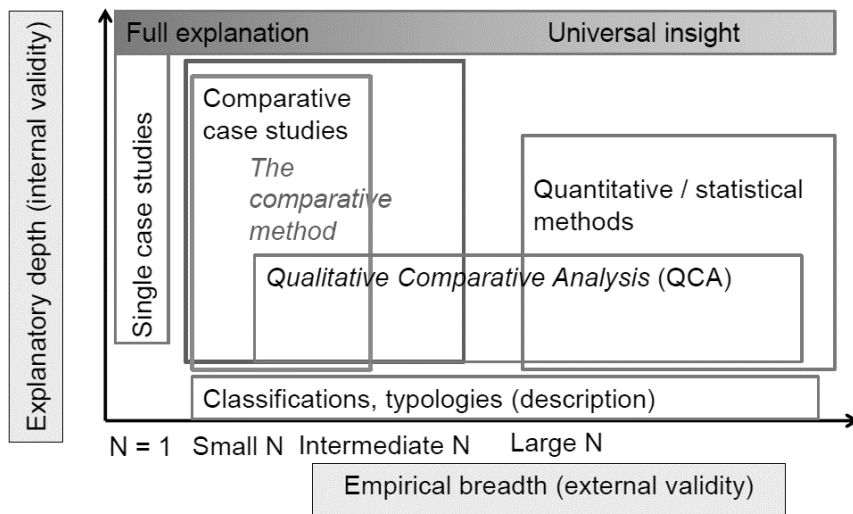 Full explanation
Universal insight
Explanatory depth (internal validity)
Single case studies
Comparative
case studies
The
comparative
method
Quantitative / statistical
methods
Qualitative Comparative Analysis (QCA)
Classifications, typologies (description)
N = 1
Small N
Intermediate N
Large N
Empirical breadth (external validity)